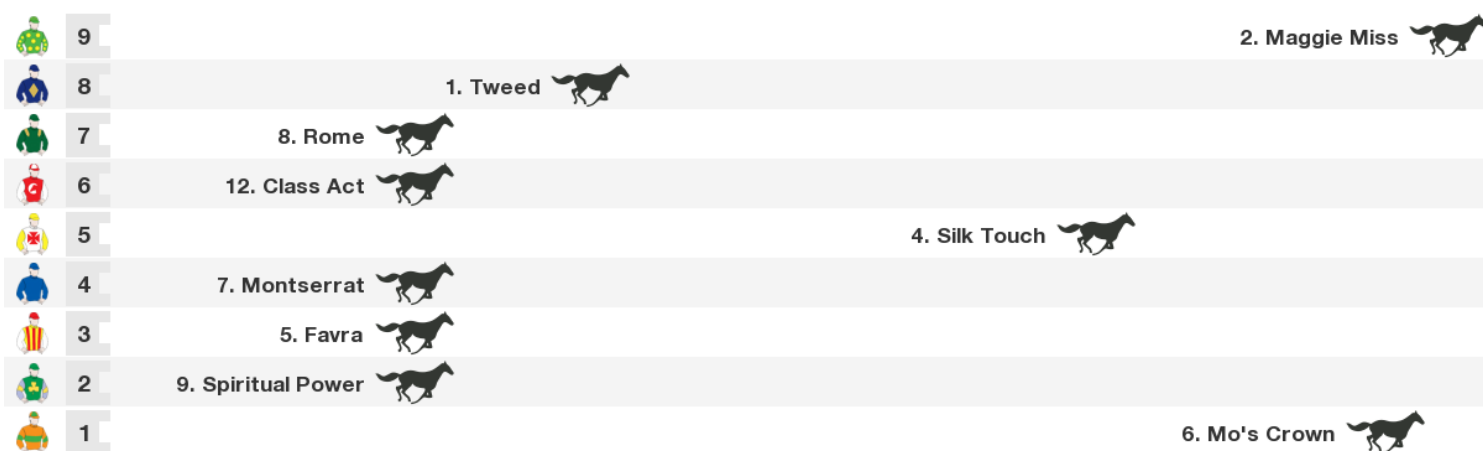 9 2. Maggie Miss
8 1. Tweed
7 8. Rome
6 12. Class Act
5 4. Silk Touch
4 7. Montserrat
3 5. Favra
2 9. Spiritual Power
1 6. Mo's Crown